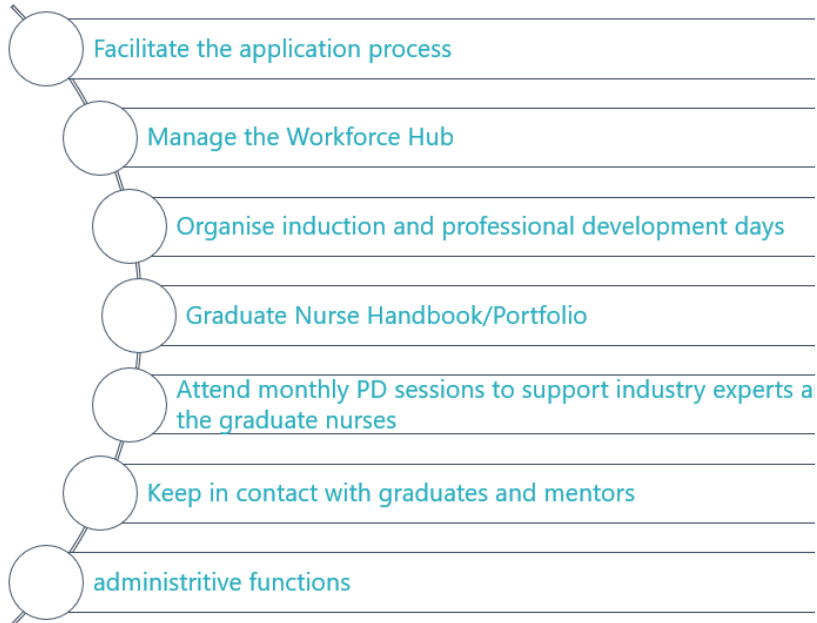 Facilitate the application process
Manage the Workforce Hub
Organise induction and professional development days
Graduate Nurse Handbook/Portfolio
Attend monthly PD sessions to support industry experts
the graduate nurses
Keep in contact with graduates and mentors
administritive functions